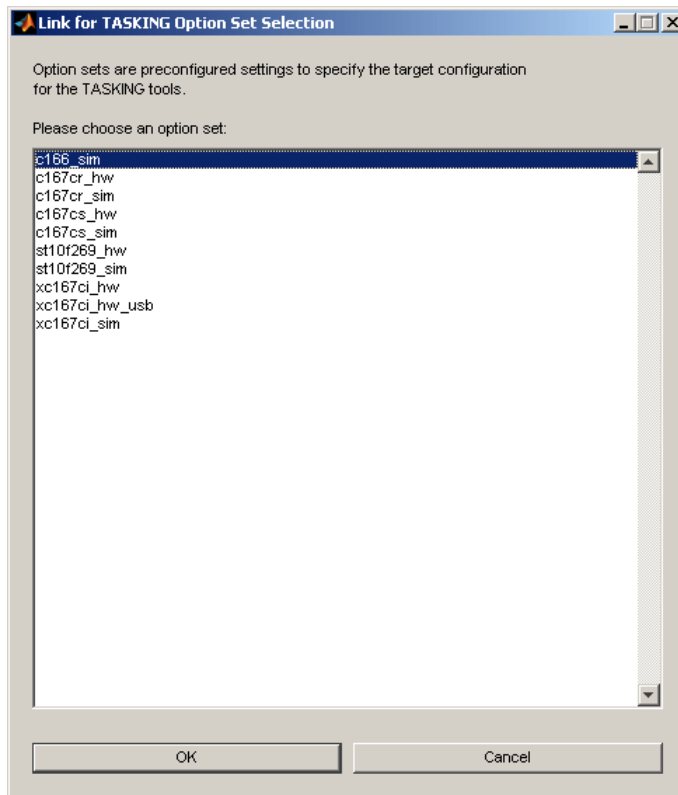 Link for TASKING Option Set Selection
Option sets are preconfigured settings to specify the target configuration
for the TASKING tools.
Please choose an option set:
c166_sim
c167cr_hw
c167cr_sim
c167cs_hw
c167cs_sim
st10f269_hw
st10f269_sim
xc167ci_hw
xc167ci_hw_usb
xc167ci_sim
OK
Cancel